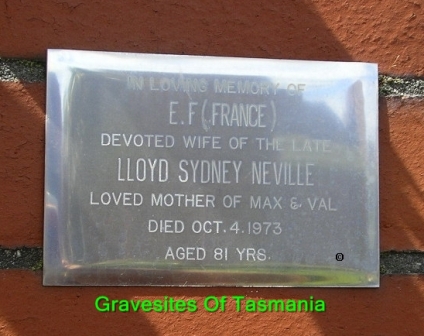 IN LOVING MEMORY OF
E.F (FRANCE)
DEVOTED WIFE OF THE LATE
LLOYD SYDNEY NEVILLE
LOVED MOTHER OF MAX & VAL
DIED OCT. 4. 1973
AGED 81 YRS.
Gravesites Of Tasmania